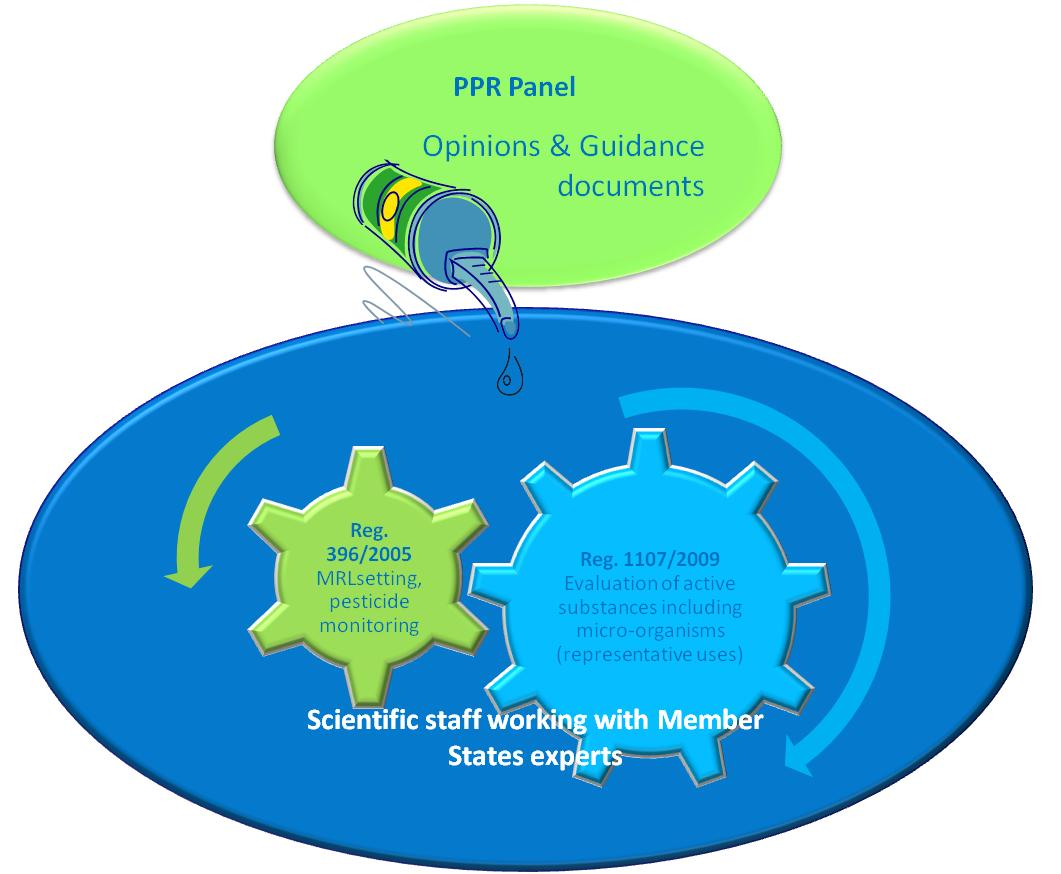 PPR Panel
Opinions & Guidance
documents
Reg.
396/2005
MRLsetting,
pesticide
monitoring
Reg. 1107/2009
Evaluation of active
substances including
micro-organisms
(representative uses)
Scientific staff working with Member
States experts